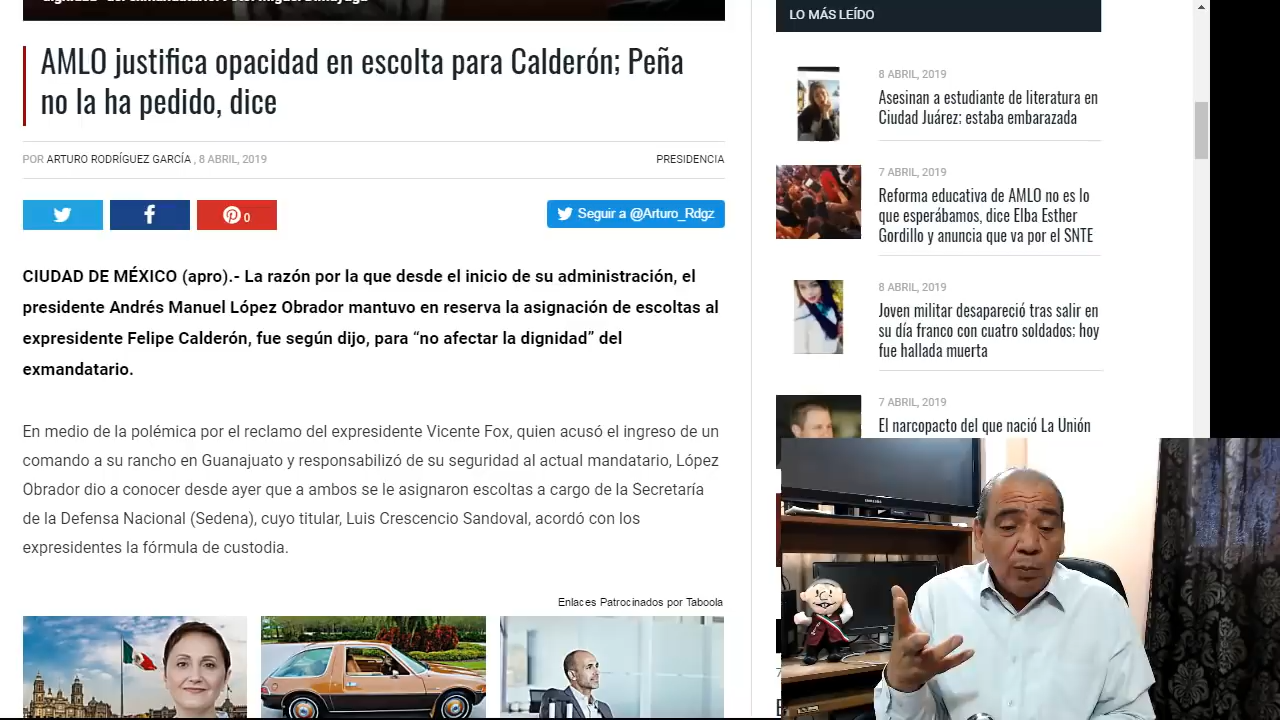 AMLO justifica opacidad en escolta para Calderón; Peña
no la ha pedido, dice
POR ARTURO RODRÍGUEZ GARCÍA , 8 ABRIL, 2019
PRESIDENCIA
0
Seguir a @Arturo_Rdgz
CIUDAD DE MÉXICO (apro).- La razón por la que desde el inicio de su administración, el
presidente Andrés Manuel López Obrador mantuvo en reserva la asignación de escoltas al
expresidente Felipe Calderón, fue según dijo, para “no afectar la dignidad” del
exmandatario.
En medio de la polémica por el reclamo del expresidente Vicente Fox, quien acusó el ingreso de un
comando a su rancho en Guanajuato y responsabilizó de su seguridad al actual mandatario, López
Obrador dio a conocer desde ayer que a ambos se le asignaron escoltas a cargo de la Secretaría
de la Defensa Nacional (Sedena), cuyo titular, Luis Crescencio Sandoval, acordó con los
expresidentes la fórmula de custodia.
Enlaces Patrocinados por Taboola
LO MÁS LEÍDO
8 ABRIL, 2019
Asesinan a estudiante de literatura en
Ciudad Juárez; estaba embarazada
7 ABRIL, 2019
Reforma educativa de AMLO no es lo
que esperábamos, dice Elba Esther
Gordillo y anuncia que va por el SNTE
8 ABRIL, 2019
Joven militar desapareció tras salir en
su día franco con cuatro soldados; hoy
fue hallada muerta
7 ABRIL, 2019
El narcopacto del que nació La Unión
SAMSUNG